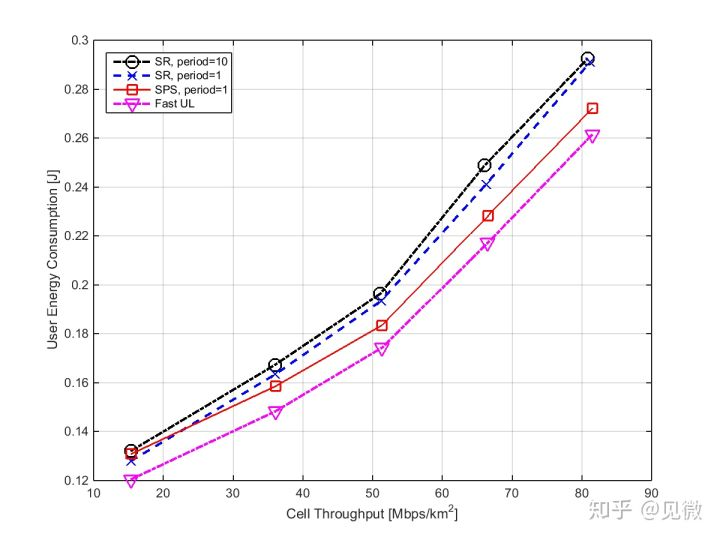 0.3
SR, period=10
SR, period=1
SPS, period=1
Fast UL
0.28
0.26
0.24
0.22
0.2
0.18
0.16
0.14
0.12
User Energy Consumption [J]
10 20 30 40 50 60 70 80 90
Cell Throughput [Mbps/km²]
知乎 @见微